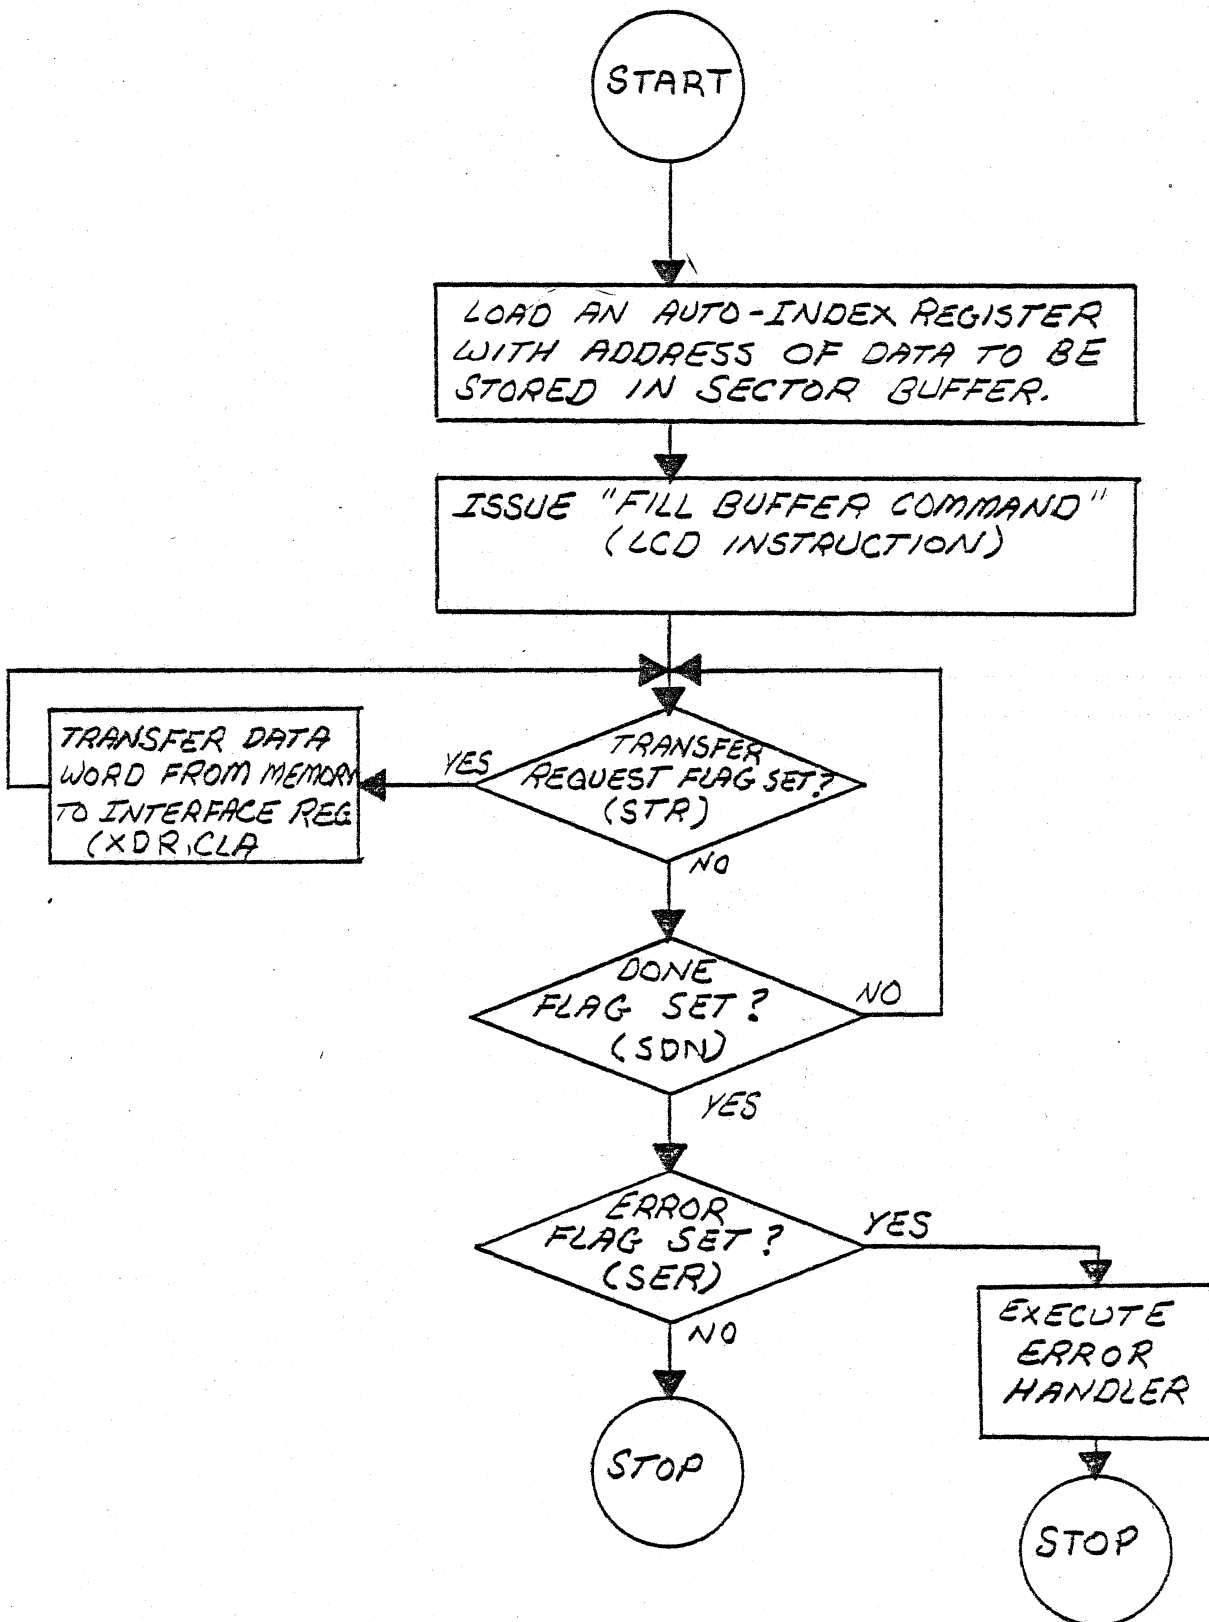 START
LOAD AN AUTO-INDEX REGISTER
WITH ADDRESS OF DATA TO BE
STORED IN SECTOR BUFFER.
ISSUE "FILL BUFFER COMMAND"
(LCD INSTRUCTION)
TRANSFER DATA
WORD FROM MEMORY
TO INTERFACE REG
(XDR,CLA
YES
TRANSFER
REQUEST FLAG SET?
(STR)
NO
DONE
FLAG SET?
(SDN)
NO
YES
ERROR
FLAG SET?
(SER)
YES
NO
EXECUTE
ERROR
HANDLER
STOP
STOP